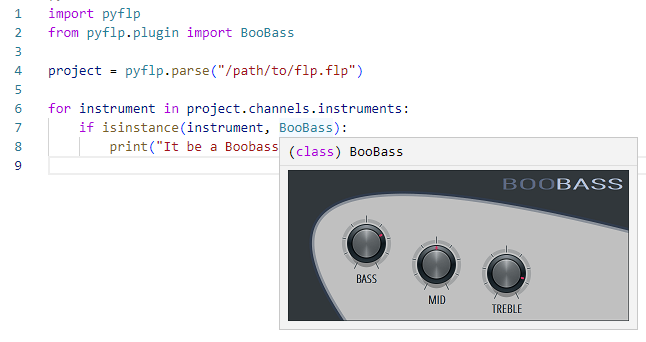 1 import pyflp
2 from pyflp.plugin import BooBass
3
4 project = pyflp.parse("/path/to/flp.flp")
5
6 for instrument in project.channels.instruments:
7 if isinstance(instrument, BooBass):
8 print("It be a Boobass
9
(class) BooBass
BOOBASS
BASS
MID
TREBLE